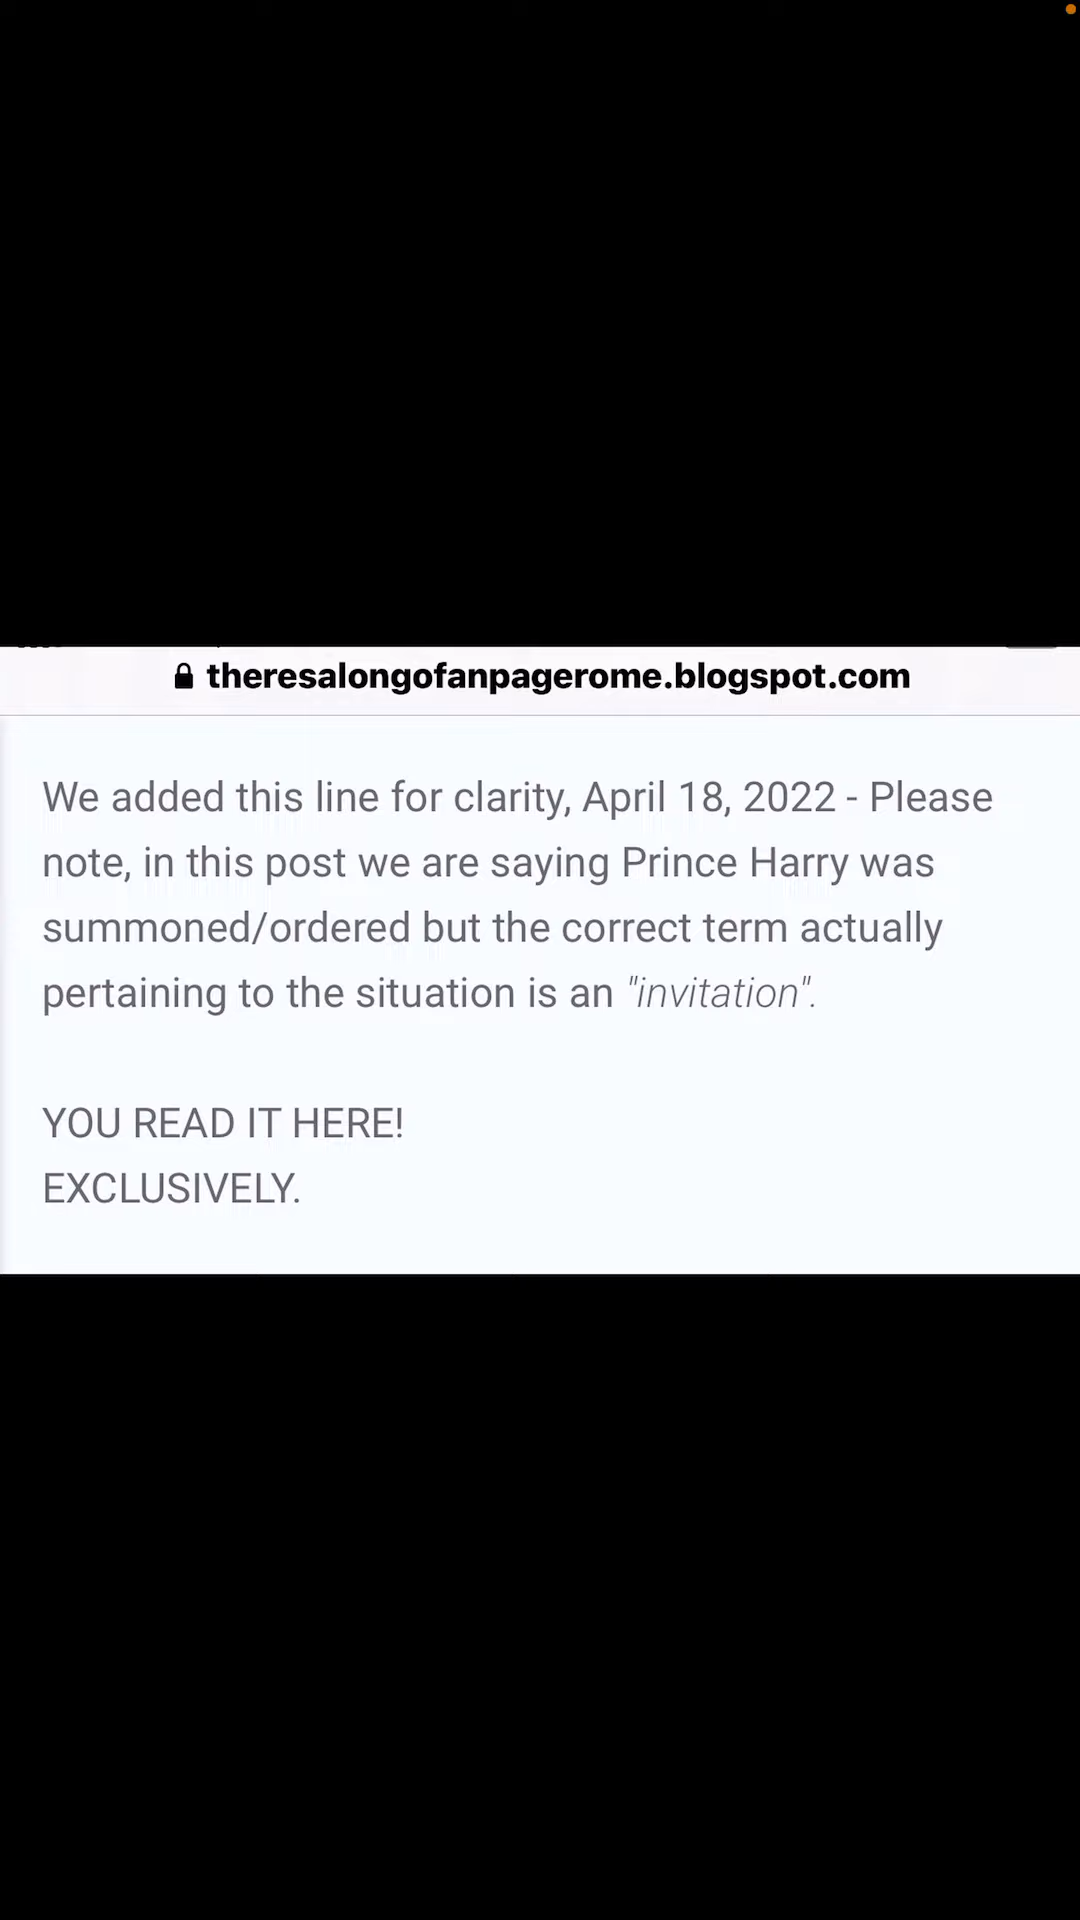 theresalongofanpagerome.blogspot.com
We added this line for clarity, April 18, 2022 - Please
note, in this post we are saying Prince Harry was
summoned/ordered but the correct term actually
pertaining to the situation is an "invitation".
YOU READ IT HERE!
EXCLUSIVELY.